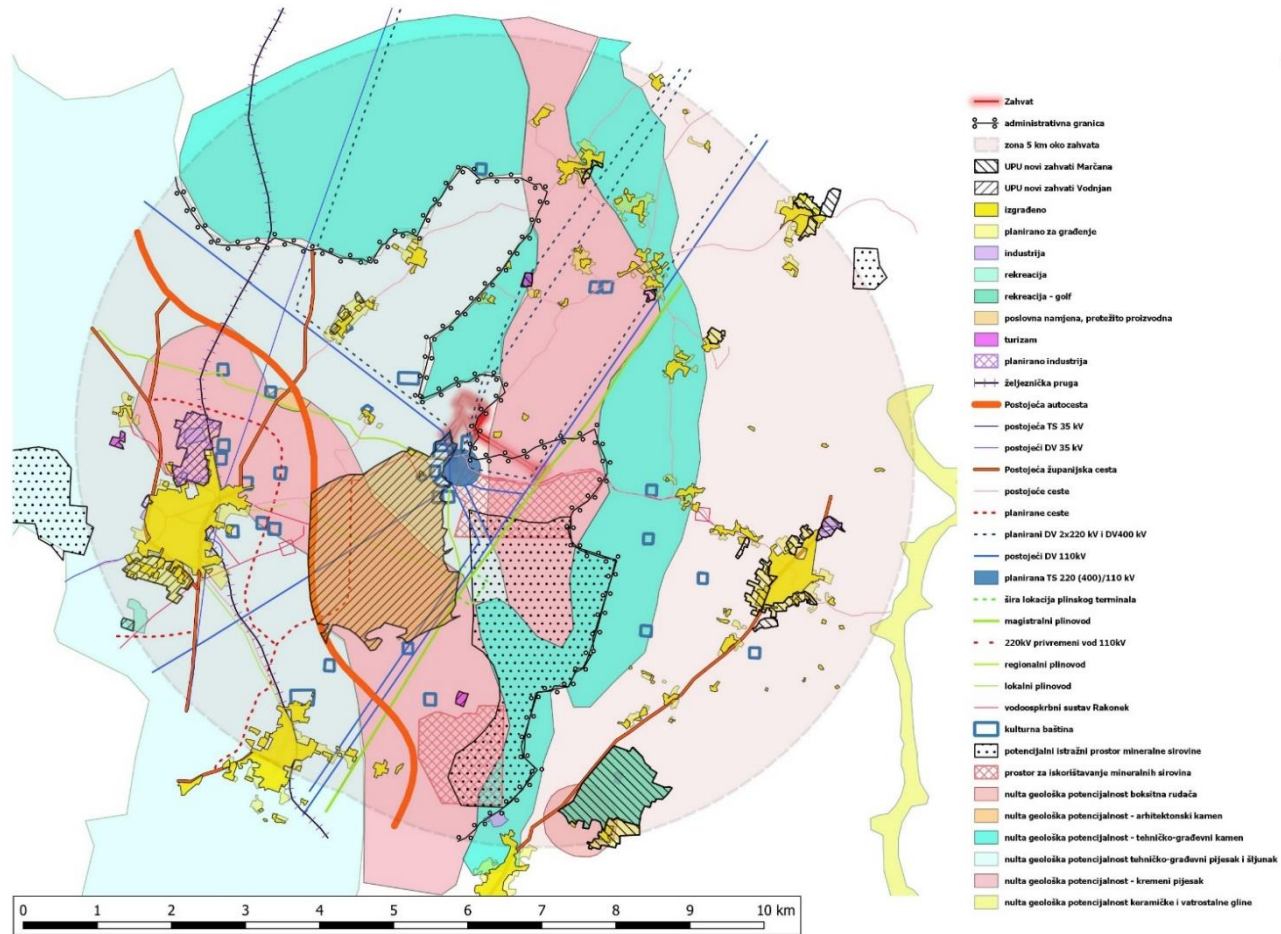 Zahvat
administrativna granica
zona 5 km oko zahvata
UPU novi zahvati Marčana
UPU novi zahvati Vodnjan
izgrađeno
planirano za građenje
industrija
rekreacija
rekreacija - golf
poslovna namjena, pretežito proizvodna
turizam
planirano industrija
željeznička pruga
Postojeća autocesta
postojeća TS 35 kV
postojeći DV 35 kV
Postojeća županijska cesta
postojeće ceste
planirane ceste
planirani DV 2x220 kV i DV400 kV
postojeći DV 110kV
planirana TS 220 (400)/110 kV
šira lokacija plinskog terminala
magistralni plinovod
220kV privremeni vod 110kV
regionalni plinovod
lokalni plinovod
vodoospkrbni sustav Rakonek
kulturna baština
potencijalni istražni prostor mineralne sirovine
prostor za iskorištavanje mineralnih sirovina
nulta geološka potencijalnost boksitna rudača
nulta geološka potencijalnost - arhitektonski kamen
nulta geološka potencijalnost - tehničko-građevni kamen
nulta geološka potencijalnost tehničko-građevni pijesak i šljunak
nulta geološka potencijalnost - kremeni pijesak
nulta geološka potencijalnost keramičke i vatrostalne gline
0 1 2 3 4 5 6 7 8 9 10 km